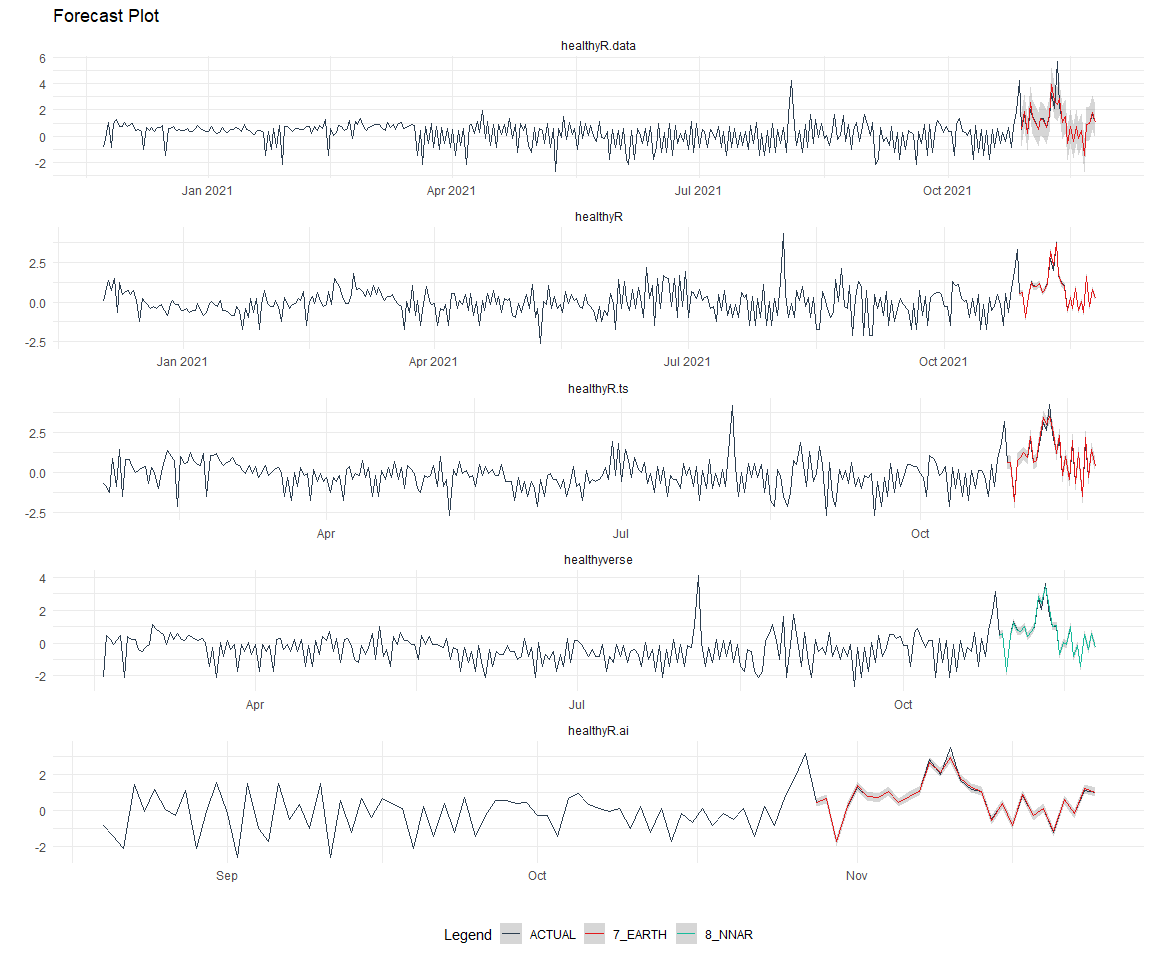 Forecast Plot
healthyR.data
6
4
2
0
-2
Jan 2021 Apr 2021 Jul 2021 Oct 2021
healthyR
2.5
0.0
-2.5
Jan 2021 Apr 2021 Jul 2021 Oct 2021
healthyR.ts
2.5
0.0
-2.5
Apr Jul Oct
healthyverse
4
2
0
-2
Apr Jul Oct
healthyR.ai
2
0
-2
Sep Oct Nov
Legend ACTUAL 7_EARTH 8_NNAR